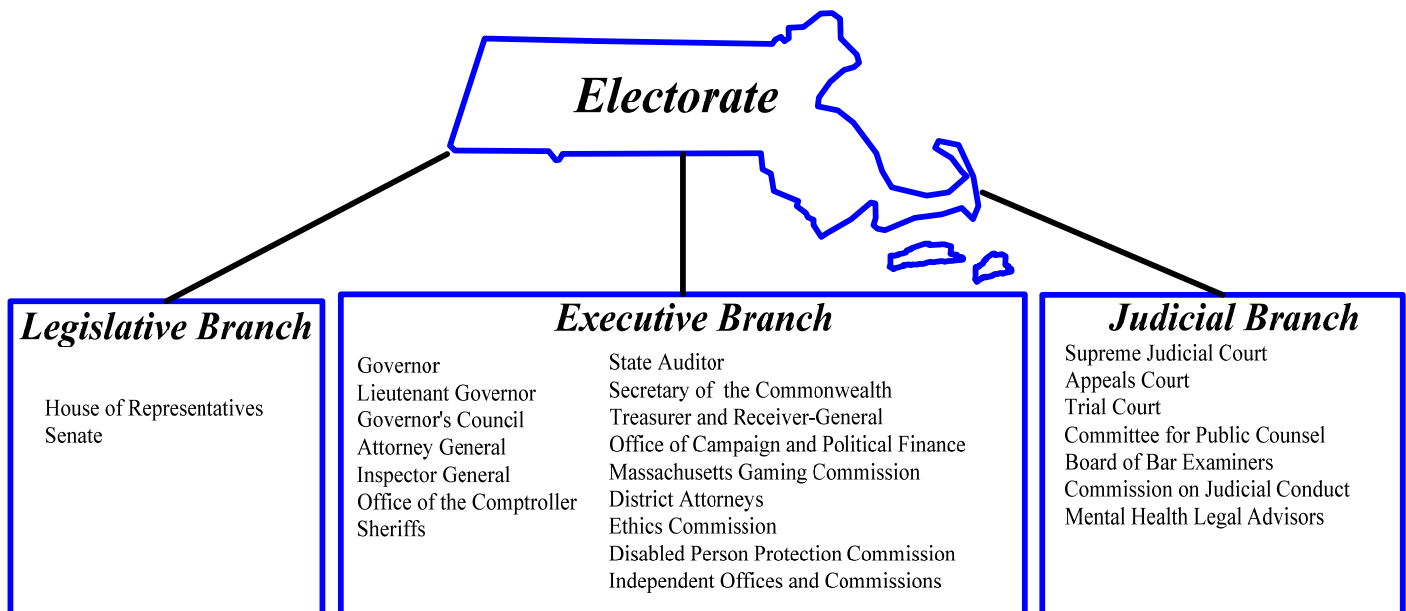 Electorate
Legislative Branch
House of Representatives
Senate
Executive Branch
Governor
Lieutenant Governor
Governor's Council
Attorney General
Inspector General
Office of the Comptroller
Sheriffs
State Auditor
Secretary of the Commonwealth
Treasurer and Receiver-General
Office of Campaign and Political Finance
Massachusetts Gaming Commission
District Attorneys
Ethics Commission
Disabled Person Protection Commission
Independent Offices and Commissions
Judicial Branch
Supreme Judicial Court
Appeals Court
Trial Court
Committee for Public Counsel
Board of Bar Examiners
Commission on Judicial Conduct
Mental Health Legal Advisors